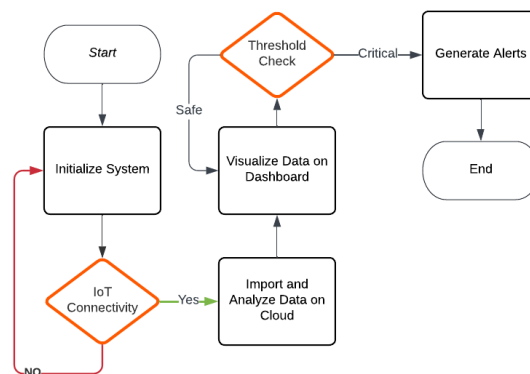 Start
Initialize System
IoT
Connectivity
NO
Yes
Import and
Analyze Data on
Cloud
Visualize Data on
Dashboard
Threshold
Check
Safe
Critical
Generate Alerts
End